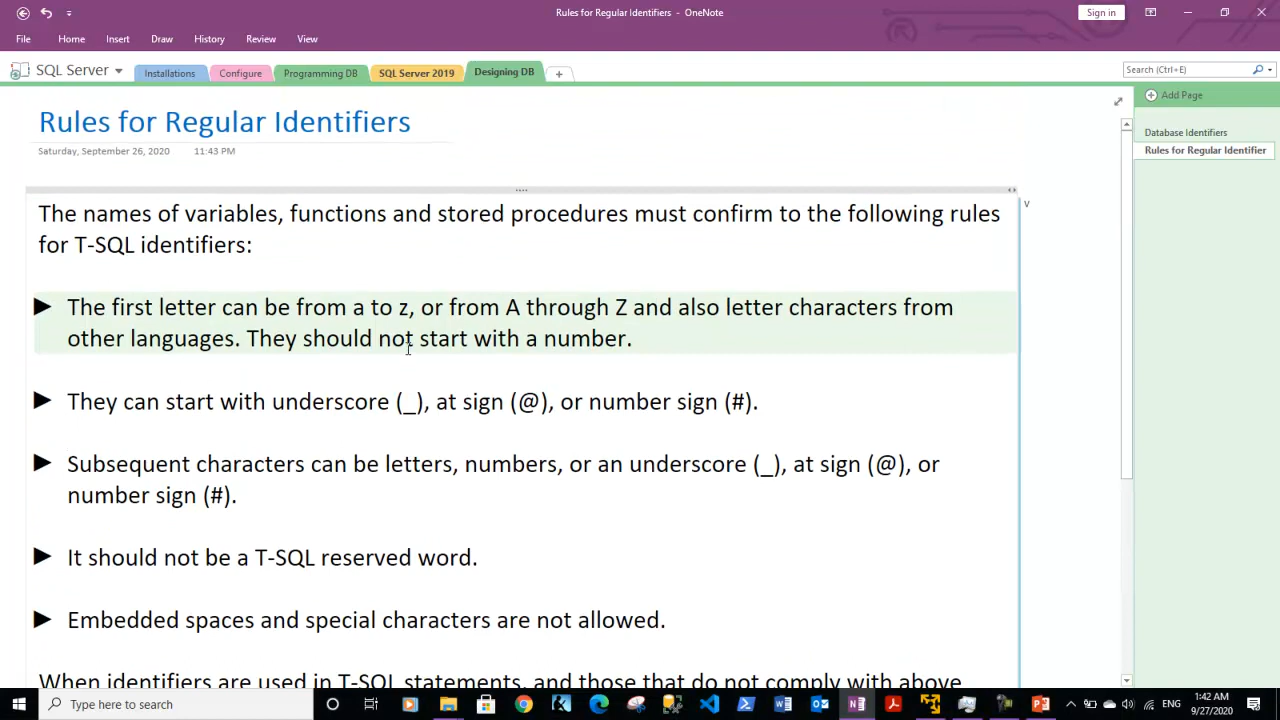 Rules for Regular Identifiers - OneNote
Sign in
File Home Insert Draw History Review View
SQL Server Installations Configure Programming DB SQL Server 2019 Designing DB +
Search (Ctrl+E)
Add Page
Database Identifiers
Rules for Regular Identifier
Rules for Regular Identifiers
Saturday, September 26, 2020 11:43 PM
The names of variables, functions and stored procedures must confirm to the following rules
for T-SQL identifiers:
► The first letter can be from a to z, or from A through Z and also letter characters from
other languages. They should not start with a number.
► They can start with underscore (_), at sign (@), or number sign (#).
► Subsequent characters can be letters, numbers, or an underscore (_), at sign (@), or
number sign (#).
► It should not be a T-SQL reserved word.
► Embedded spaces and special characters are not allowed.
When identifiers are used in T-SQL statements, and those that do not comply with above
Type here to search
1:42 AM
9/27/2020